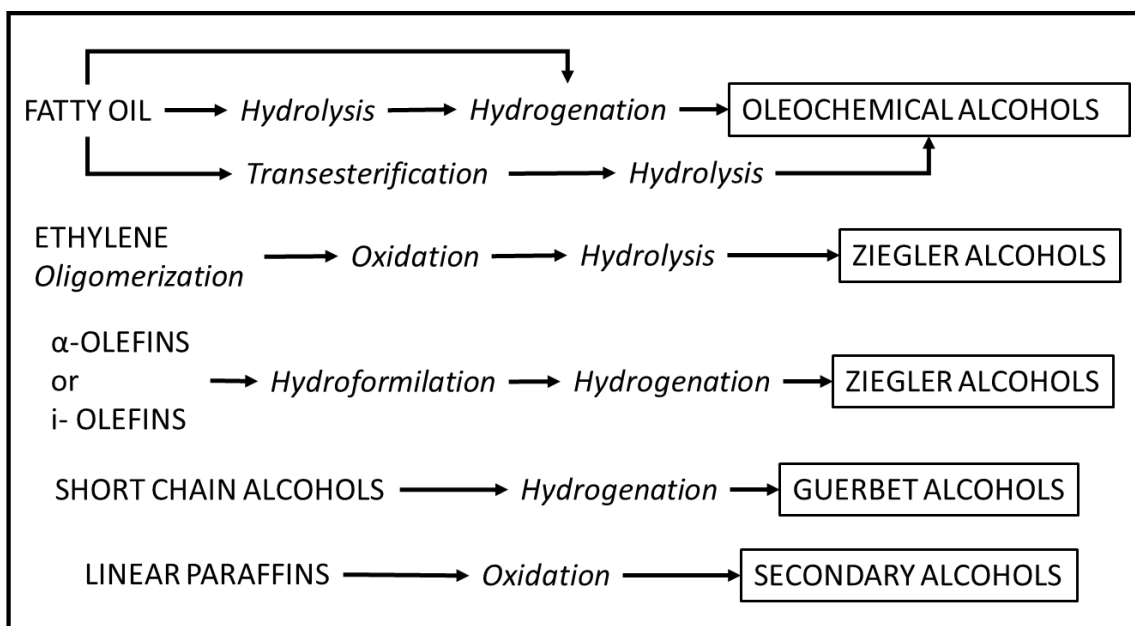 FATTY OIL Hydrolysis Hydrogenation OLEOCHEMICAL ALCOHOLS
Transesterification Hydrolysis
ETHYLENE
Oligomerization Oxidation Hydrolysis ZIEGLER ALCOHOLS
α-OLEFINS
or Hydroformilation Hydrogenation ZIEGLER ALCOHOLS
i- OLEFINS
SHORT CHAIN ALCOHOLS Hydrogenation GUERBET ALCOHOLS
LINEAR PARAFFINS Oxidation SECONDARY ALCOHOLS